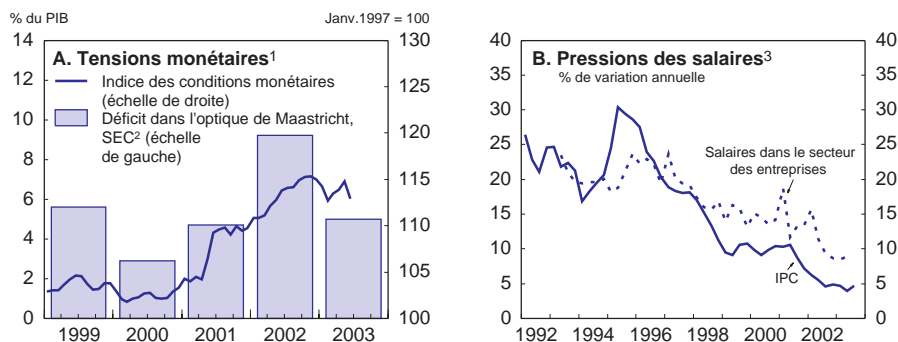 % du PIB
Janv.1997 = 100
14
12
10
8
6
4
2
0
A. Tensions monétaires1
Indice des conditions monétaires
(échelle de droite)
Déficit dans l'optique de Maastricht,
SEC2 (échelle
de gauche)
130
125
120
115
110
105
100
1999 2000 2001 2002 2003
40
35
30
25
20
15
10
5
0
B. Pressions des salaires3
% de variation annuelle
Salaires dans le secteur
des entreprises
IPC
40
35
30
25
20
15
10
5
0
1992 1994 1996 1998 2000 2002